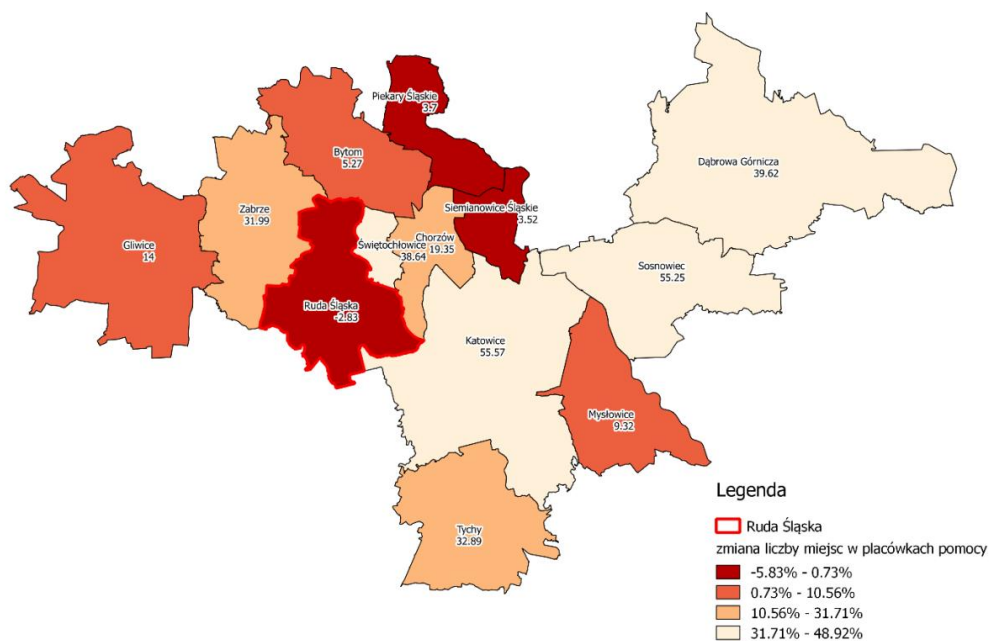 Piekary Śląskie
3.7
Bytom
5.27
Dąbrowa Górnicza
39.62
Zabrze
31.99
Siemianowice Śląskie
3.52
Chorzów
19.35
Świętochłowice
38.64
Gliwice
14
Sosnowiec
55.25
Ruda Śląska
-2.83
Katowice
55.57
Mysłowice
9.32
Tychy
32.89
Legenda
Ruda Śląska
zmiana liczby miejsc w placówkach pomocy
-5.83% - 0.73%
0.73% - 10.56%
10.56% - 31.71%
31.71% - 48.92%